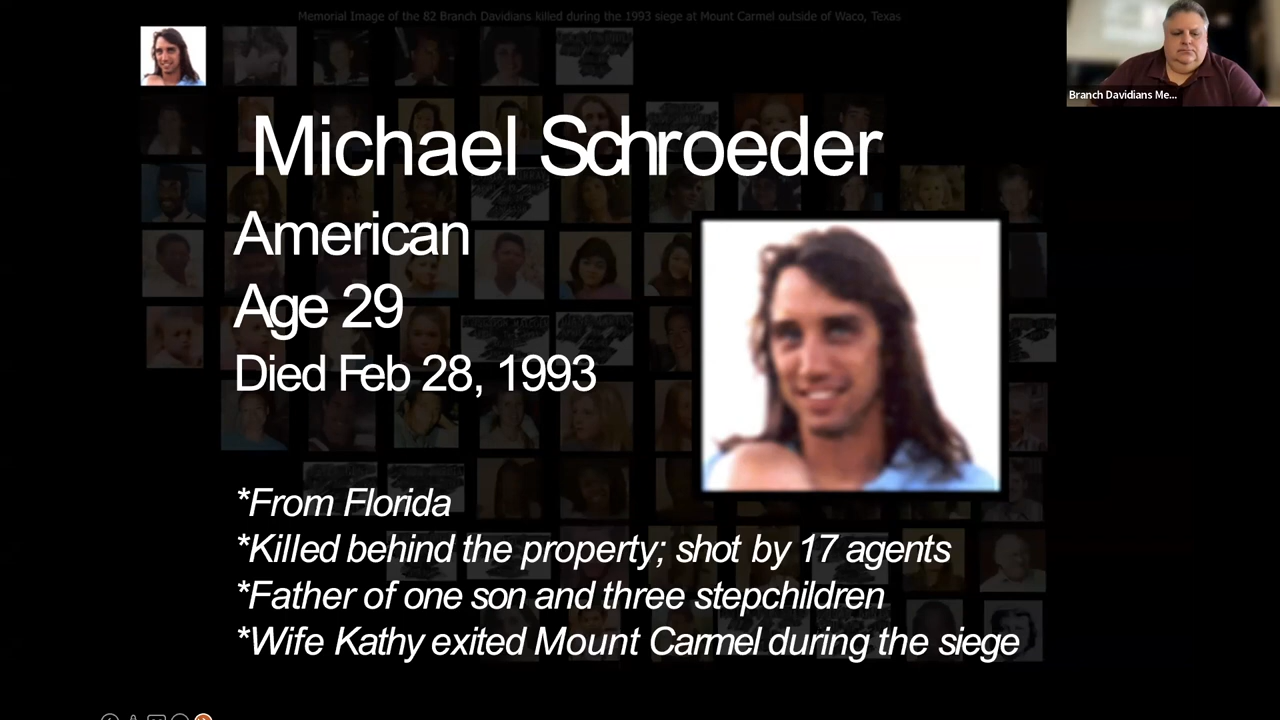 Memorial Image of the 82 Branch Davidians killed during the 1993 siege at Mount Carmel outside of Waco, Texas
Branch Davidians Me...
Michael Schroeder
American
Age 29
Died Feb 28, 1993
*From Florida
*Killed behind the property; shot by 17 agents
*Father of one son and three stepchildren
*Wife Kathy exited Mount Carmel during the siege